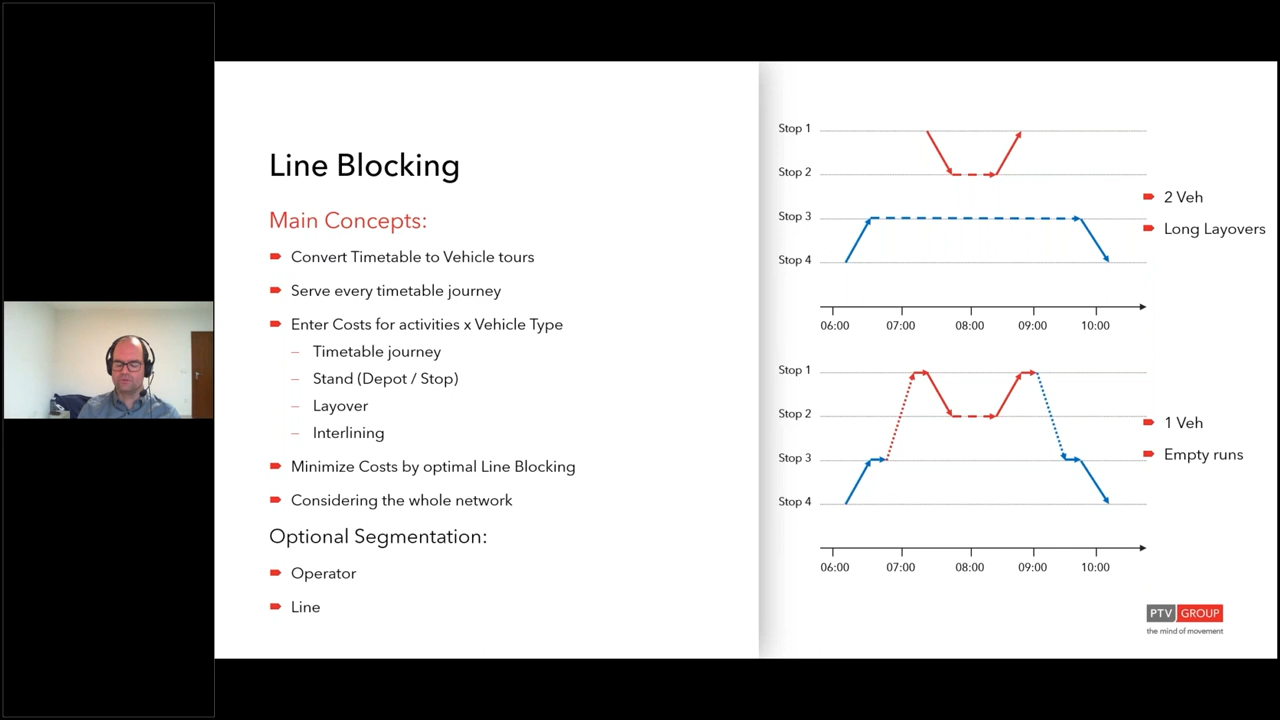 Line Blocking
Main Concepts:
Convert Timetable to Vehicle tours
Serve every timetable journey
Enter Costs for activities x Vehicle Type
– Timetable journey
– Stand (Depot / Stop)
– Layover
– Interlining
Minimize Costs by optimal Line Blocking
Considering the whole network
Optional Segmentation:
Operator
Line
Stop 1
Stop 2
Stop 3
Stop 4
06:00 07:00 08:00 09:00 10:00
2 Veh
Long Layovers
Stop 1
Stop 2
Stop 3
Stop 4
06:00 07:00 08:00 09:00 10:00
1 Veh
Empty runs
PTV GROUP
the mind of movement